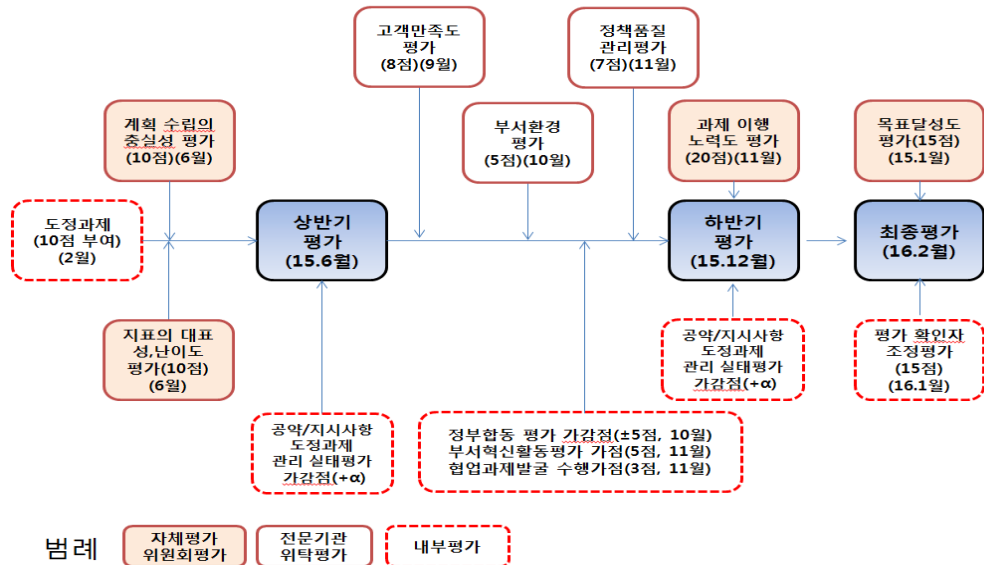 고객만족도
평가
(8점)(9월)
정책품질
관리평가
(7점)(11월)
계획 수립의
충실성 평가
(10점)(6월)
부서환경
평가
(5점)(10월)
과제 이행
노력도 평가
(20점)(11월)
목표달성도
평가(15점)
(15.1월)
도정과제
(10점 부여)
(2월)
상반기
평가
(15.6월)
하반기
평가
(15.12월)
최종평가
(16.2월)
지표의 대표
성,난이도
평가(10점)
(6월)
공약/지시사항
도정과제
관리 실태평가
가감점(+α)
정부합동 평가 가감점(±5점, 10월)
부서혁신활동평가 가점(5점, 11월)
협업과제발굴 수행가점(3점, 11월)
공약/지시사항
도정과제
관리 실태평가
가감점(+α)
평가 확인자
조정평가
(15점)
(16.1월)
범례
자체평가
위원회평가
전문기관
위탁평가
내부평가